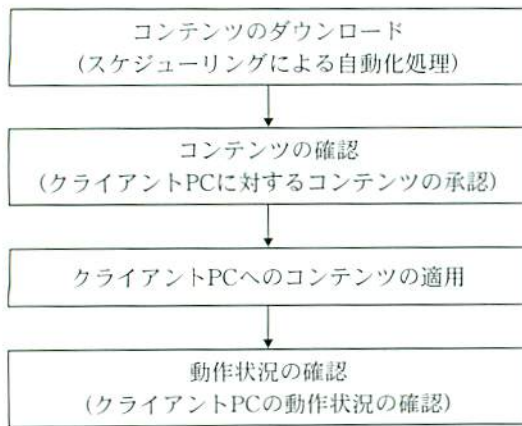 コンテンツのダウンロード
(スケジューリングによる自動化処理)
コンテンツの確認
(クライアントPCに対するコンテンツの承認)
クライアントPCへのコンテンツの適用
動作状況の確認
(クライアントPCの動作状況の確認)